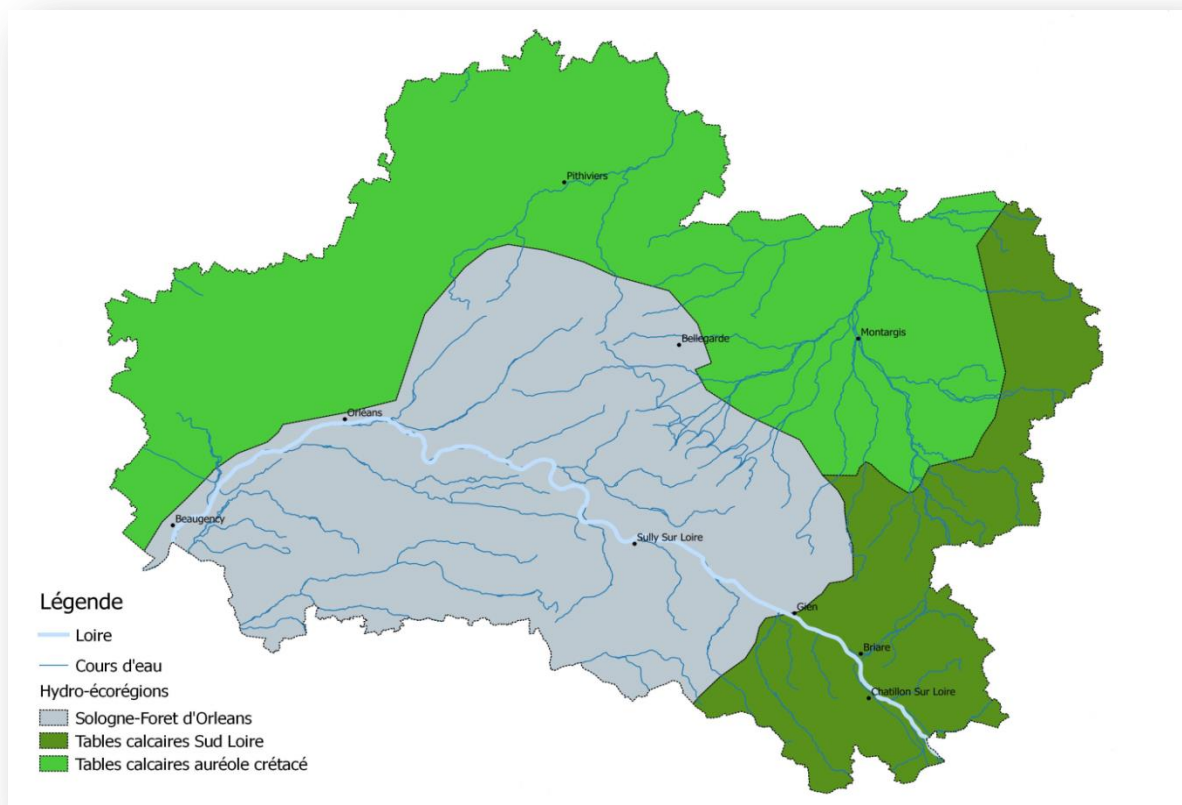 Pithiviers
Montargis
Bellegarde
Orléans
Beaugency
Sully Sur Loire
Gien
Briare
Chatillon Sur Loire
Légende
Loire
Cours d'eau
Hydro-écorégions
Sologne-Foret d'Orleans
Tables calcaires Sud Loire
Tables calcaires auréole crétacé